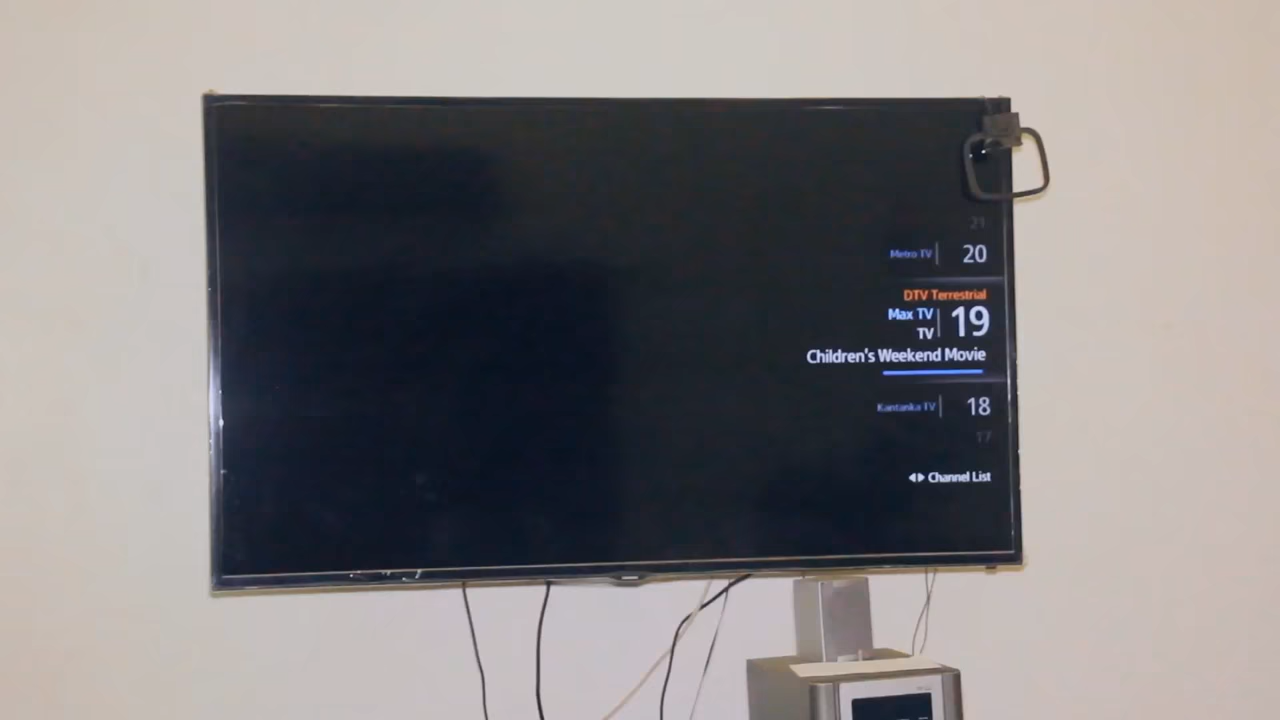 21
Metro TV 20
DTV Terrestrial
Max TV 19
TV
Children's Weekend Movie
Kantanka TV 18
17
Channel List